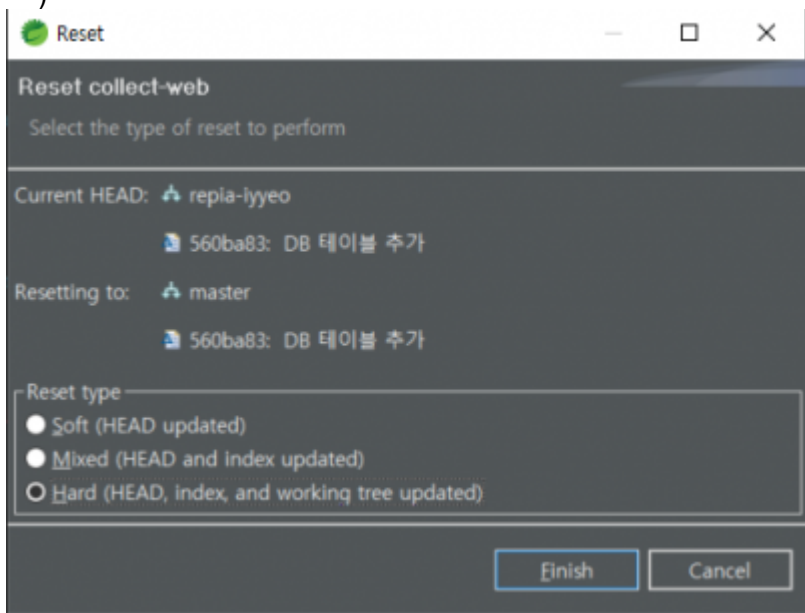 Reset
Reset collect-web
Select the type of reset to perform
Current HEAD: repia-iyyeo
560ba83: DB 테이블 추가
Resetting to: master
560ba83: DB 테이블 추가
Reset type
Soft (HEAD updated)
Mixed (HEAD and index updated)
Hard (HEAD, index, and working tree updated)
Finish Cancel